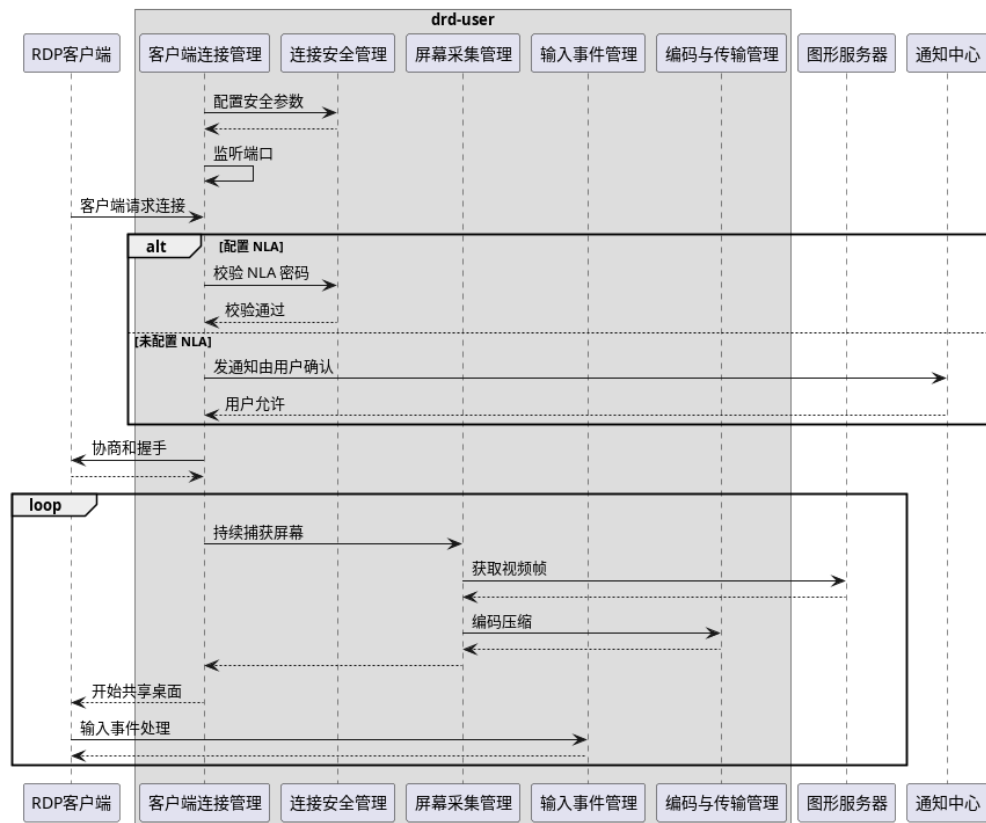 drd-user
RDP客户端 客户端连接管理 连接安全管理 屏幕采集管理 输入事件管理 编码与传输管理 图形服务器 通知中心
配置安全参数
监听端口
客户端请求连接
alt [配置 NLA]
校验 NLA 密码
校验通过
[未配置 NLA]
发通知由用户确认
用户允许
协商和握手
loop
持续捕获屏幕
获取视频帧
编码压缩
开始共享桌面
输入事件处理
RDP客户端 客户端连接管理 连接安全管理 屏幕采集管理 输入事件管理 编码与传输管理 图形服务器 通知中心